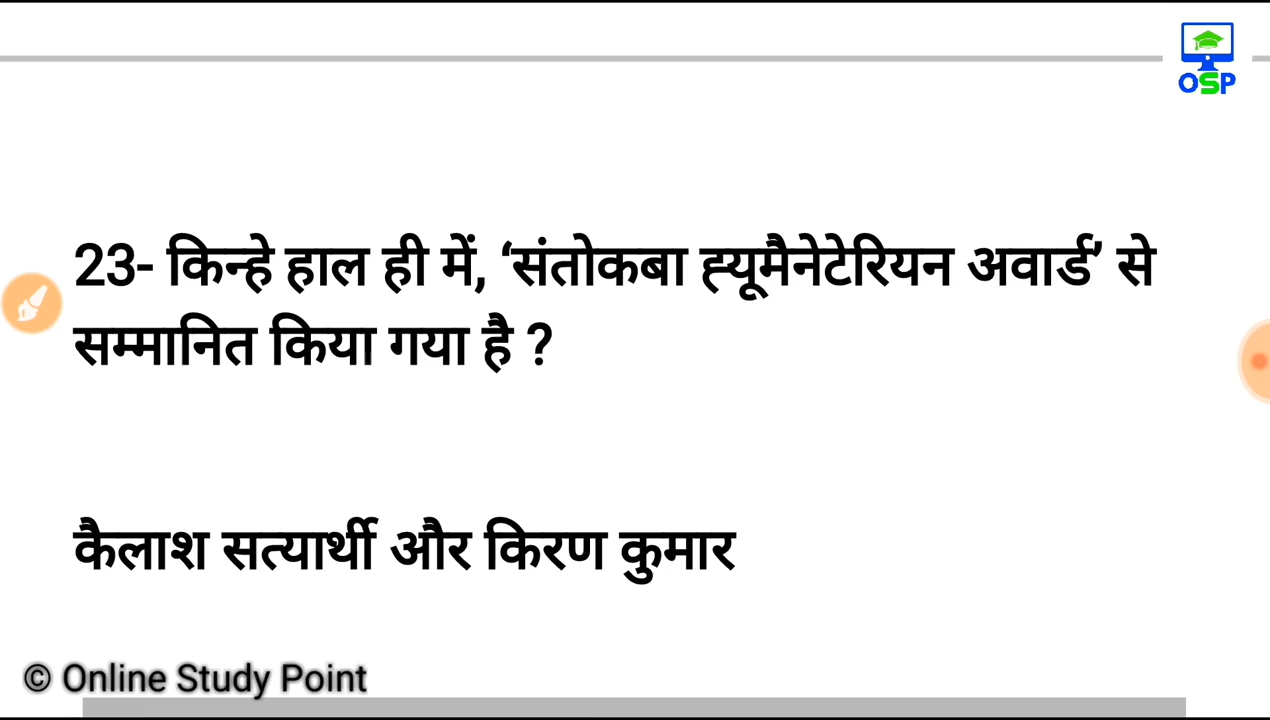 OSP
23- किन्हे हाल ही में, ‘संतोकबा ह्यूमैनेटेरियन अवार्ड’ से
सम्मानित किया गया है ?
कैलाश सत्यार्थी और किरण कुमार
© Online Study Point